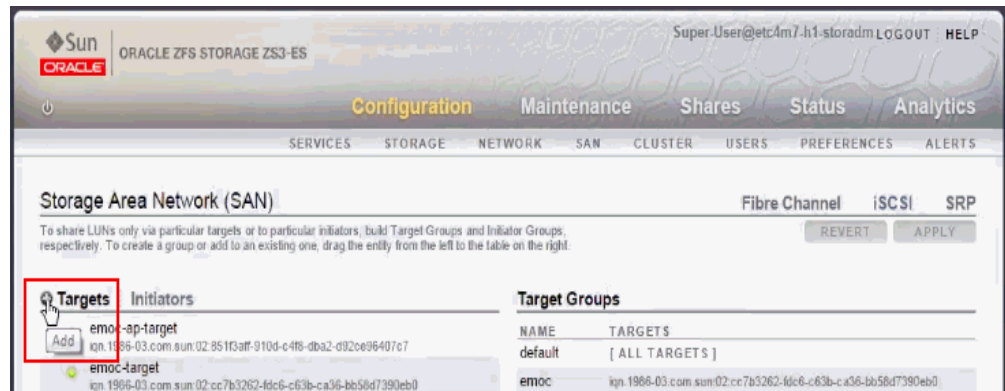 Sun
ORACLE
ORACLE ZFS STORAGE ZS3-ES
Super-User@etc4m7-h1-storadm LOGOUT HELP
Configuration Maintenance Shares Status Analytics
SERVICES STORAGE NETWORK SAN CLUSTER USERS PREFERENCES ALERTS
Storage Area Network (SAN)
Fibre Channel iSCSI SRP
To share LUNs only via particular targets or to particular initiators, build Target Groups and Initiator Groups,
respectively. To create a group or add to an existing one, drag the entity from the left to the table on the right.
REVERT APPLY
Targets Initiators
Add
emoc-ap-target
iqn.1986-03.com.sun:02:851f3aff-910d-c4f8-dba2-d92ce96407c7
emoc-target
iqn.1986-03.com.sun:02:cc7b3262-fdc6-c63b-ca36-bb58d7390eb0
Target Groups
NAME TARGETS
default [ ALL TARGETS ]
emoc iqn.1986-03.com.sun:02:cc7b3262-fdc6-c63b-ca36-bb58d7390eb0